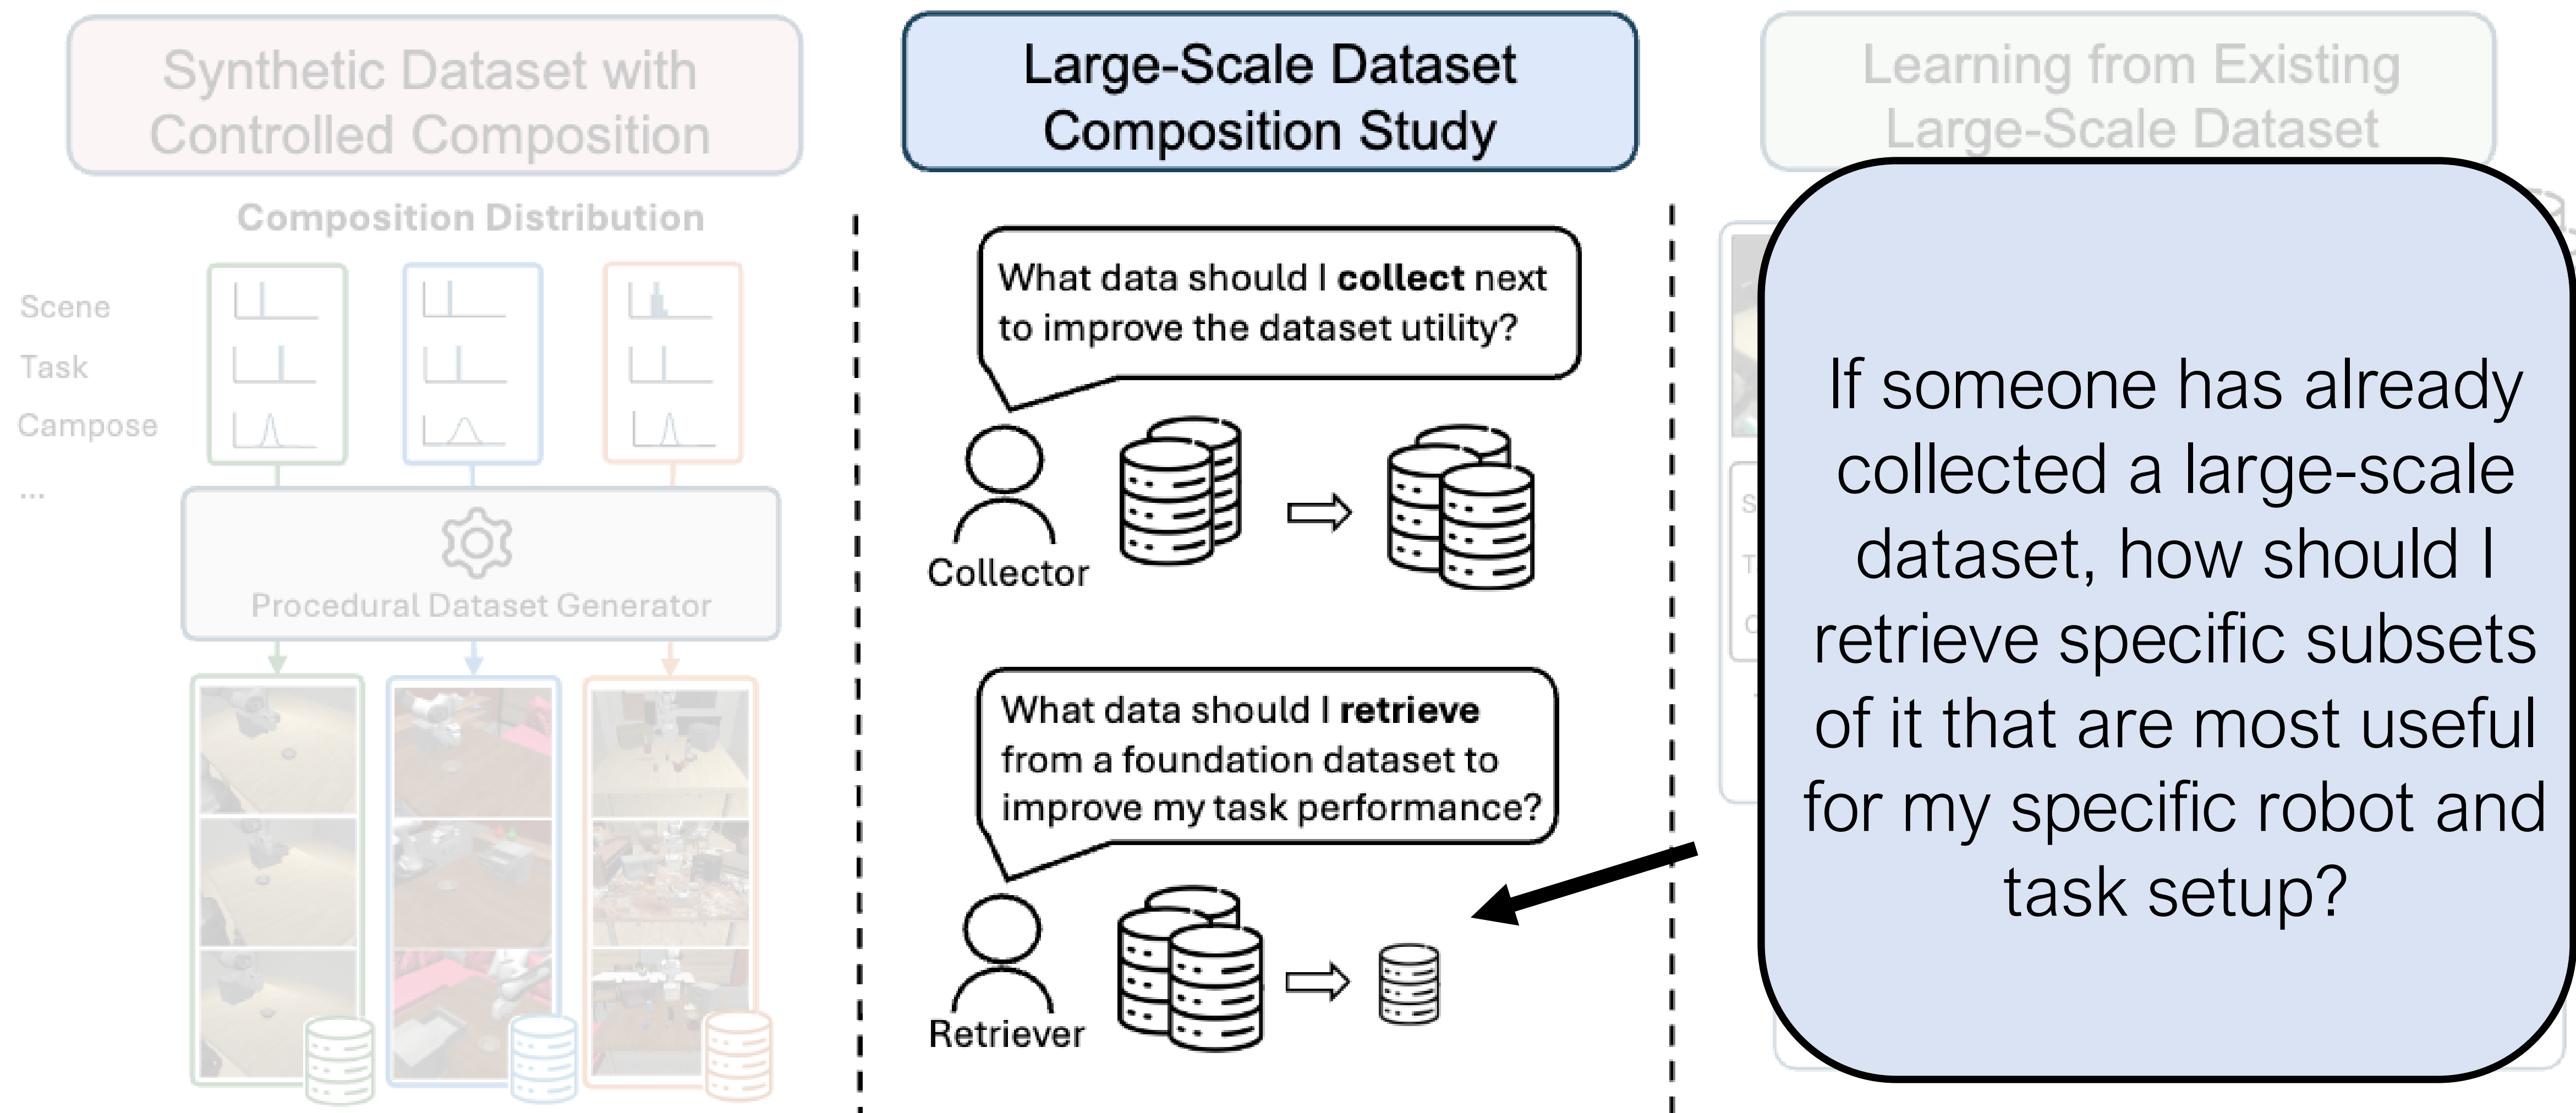 Synthetic Dataset with
Controlled Composition
Composition Distribution
Scene
Task
Campose
...
Procedural Dataset Generator
Large-Scale Dataset
Composition Study
What data should I collect next
to improve the dataset utility?
Collector
What data should I retrieve
from a foundation dataset to
improve my task performance?
Retriever
Learning from Existing
Large-Scale Dataset
S
T
C
If someone has already
collected a large-scale
dataset, how should I
retrieve specific subsets
of it that are most useful
for my specific robot and
task setup?